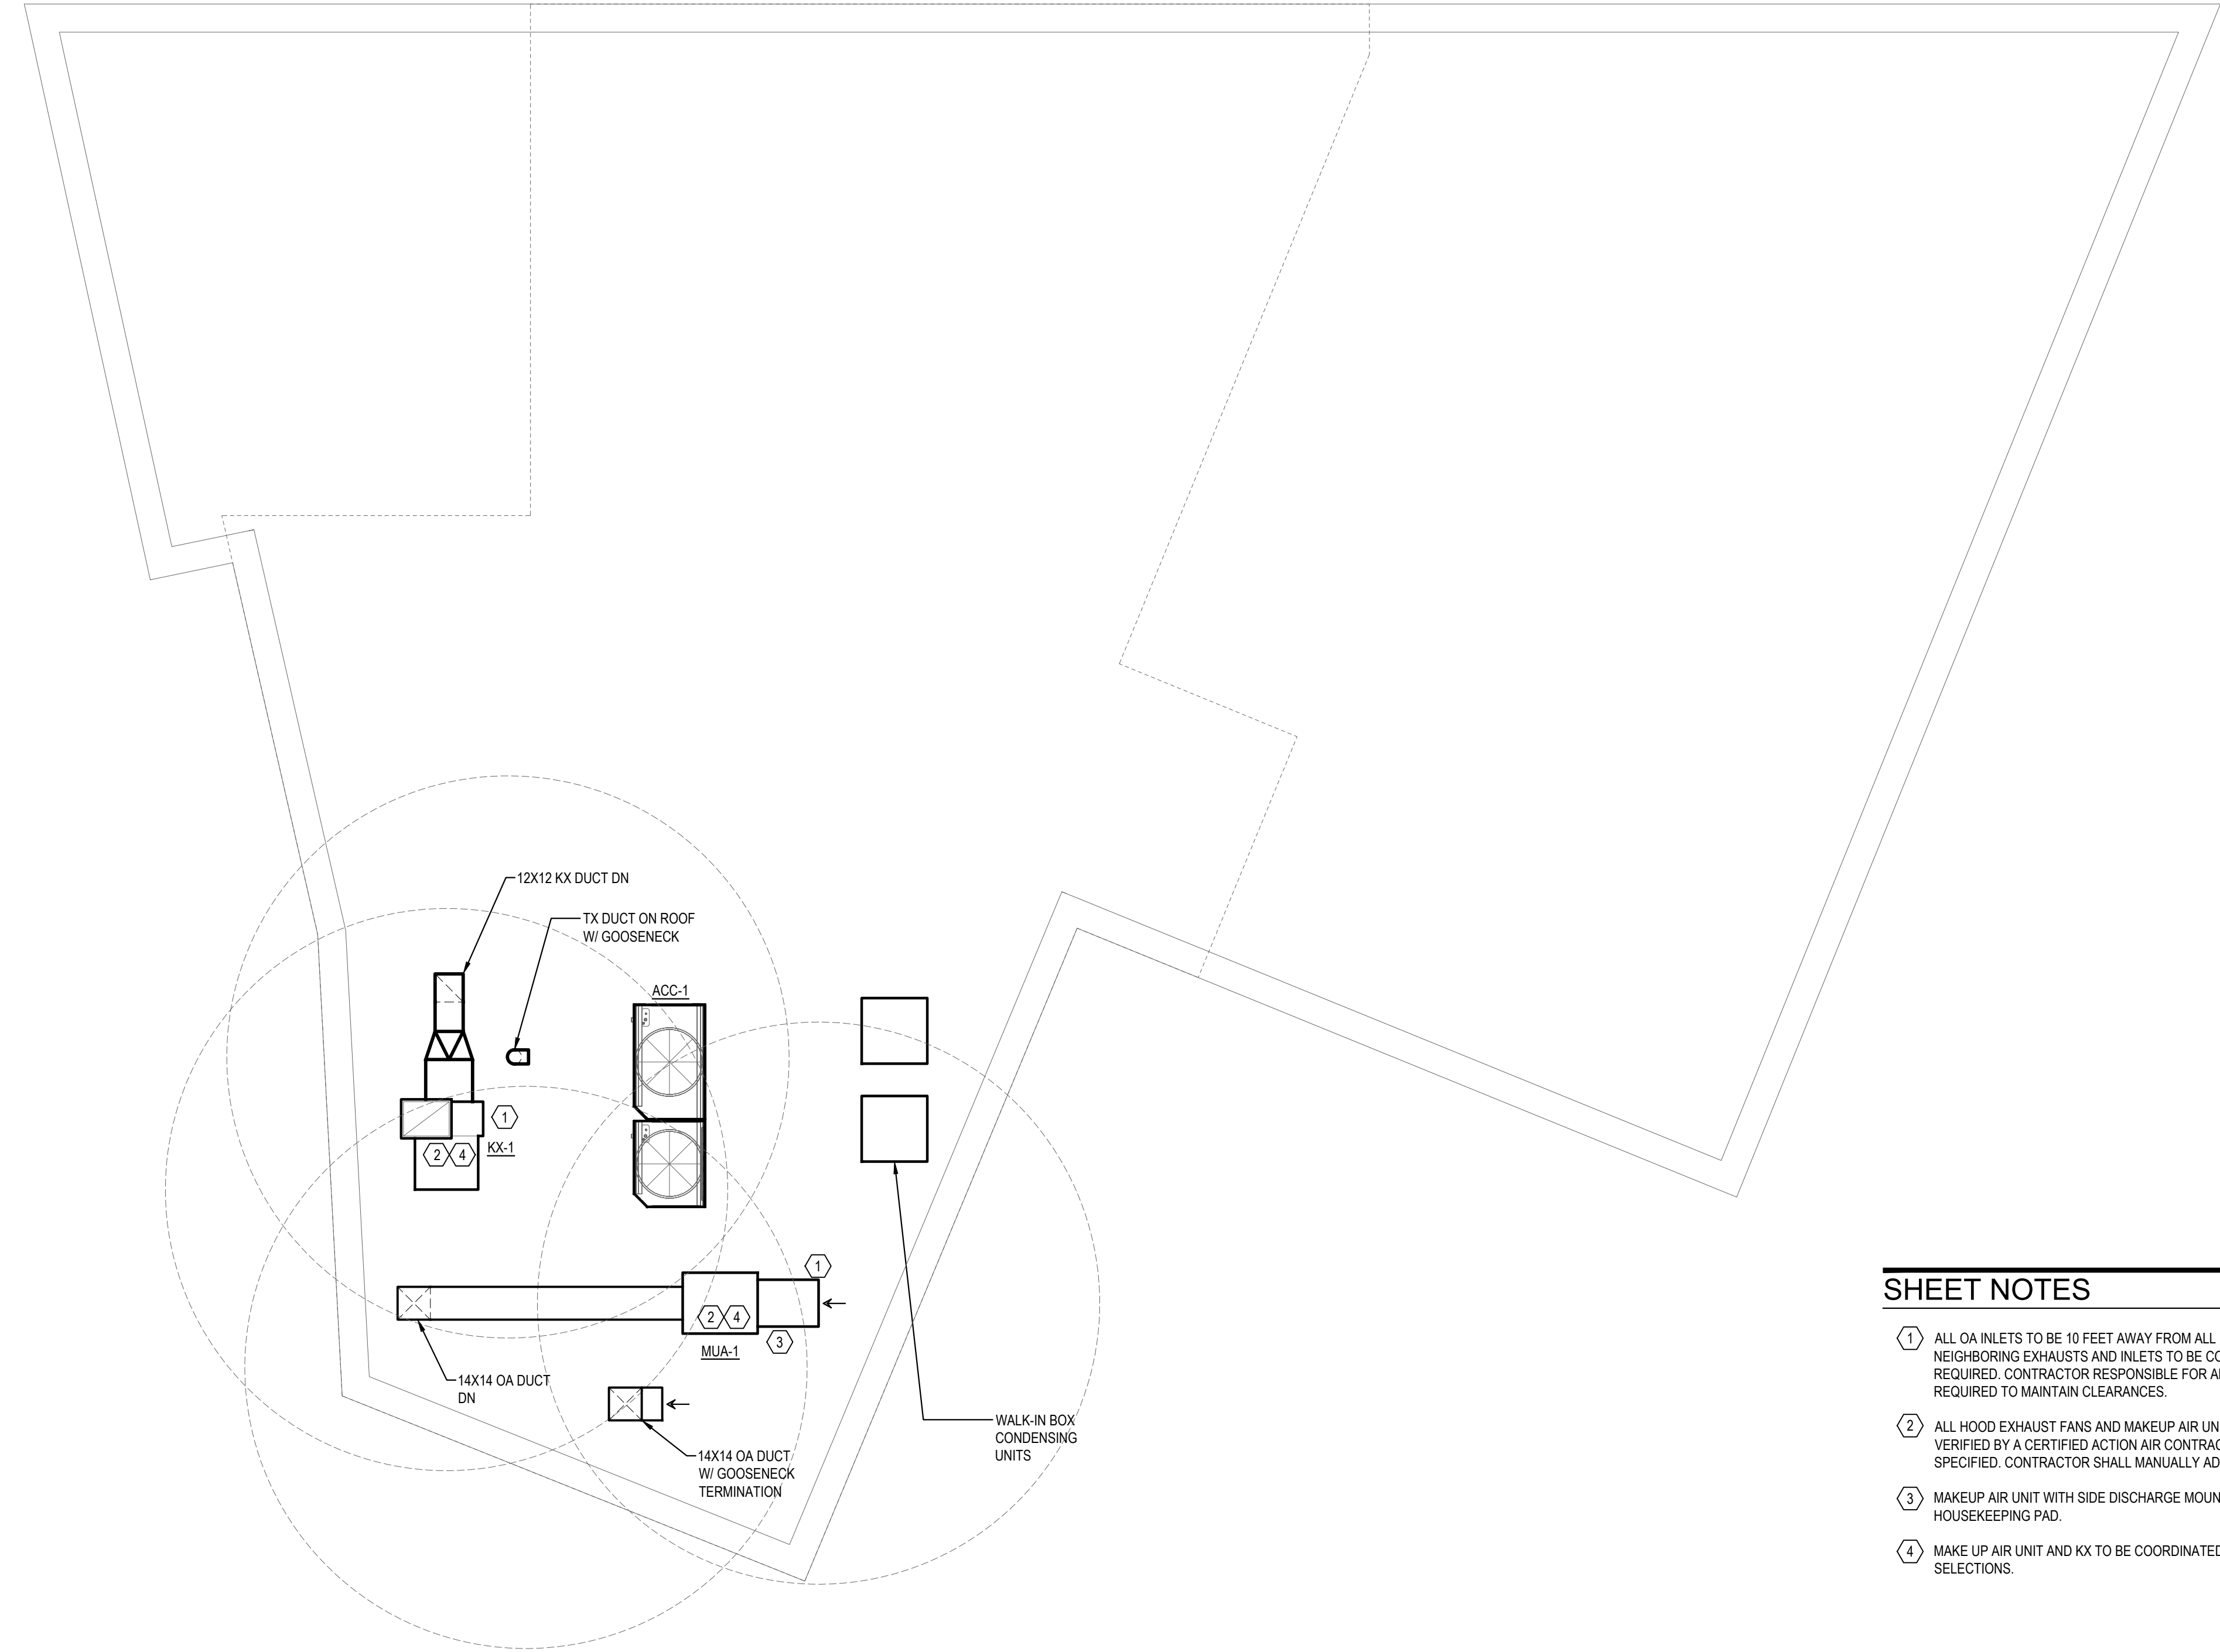 12X12 KX DUCT DN
TX DUCT ON ROOF
W/ GOOSENECK
ACC-1
1
2
4
KX-1
1
2
4
3
MUA-1
14X14 OA DUCT
DN
14X14 OA DUCT
W/ GOOSENECK
TERMINATION
WALK-IN BOX
CONDENSING
UNITS
SHEET NOTES
1 ALL OA INLETS TO BE 10 FEET AWAY FROM ALL
NEIGHBORING EXHAUSTS AND INLETS TO BE CO
REQUIRED. CONTRACTOR RESPONSIBLE FOR A
REQUIRED TO MAINTAIN CLEARANCES.
2 ALL HOOD EXHAUST FANS AND MAKEUP AIR UN
VERIFIED BY A CERTIFIED ACTION AIR CONTRAC
SPECIFIED. CONTRACTOR SHALL MANUALLY AD
3 MAKEUP AIR UNIT WITH SIDE DISCHARGE MOUN
HOUSEKEEPING PAD.
4 MAKE UP AIR UNIT AND KX TO BE COORDINATED
SELECTIONS.